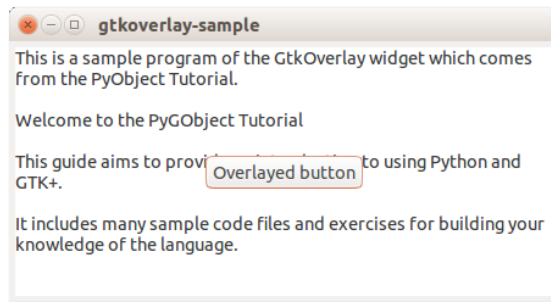 gtkoverlay-sample
This is a sample program of the GtkOverlay widget which comes
from the PyObject Tutorial.
Welcome to the PyGObject Tutorial
This guide aims to to using Python and
Overlayed button
GTK+.
It includes many sample code files and exercises for building your
knowledge of the language.